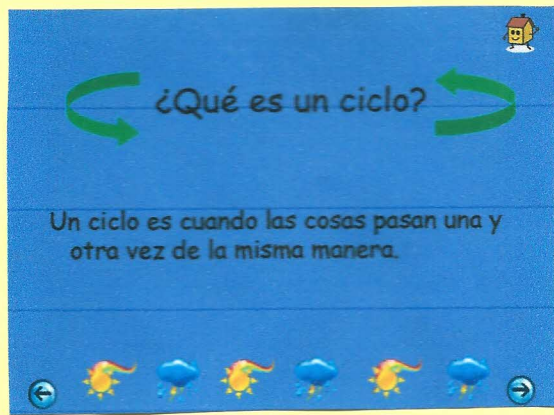 ¿Qué es un ciclo?
Un ciclo es cuando las cosas pasan una y
otra vez de la misma manera.